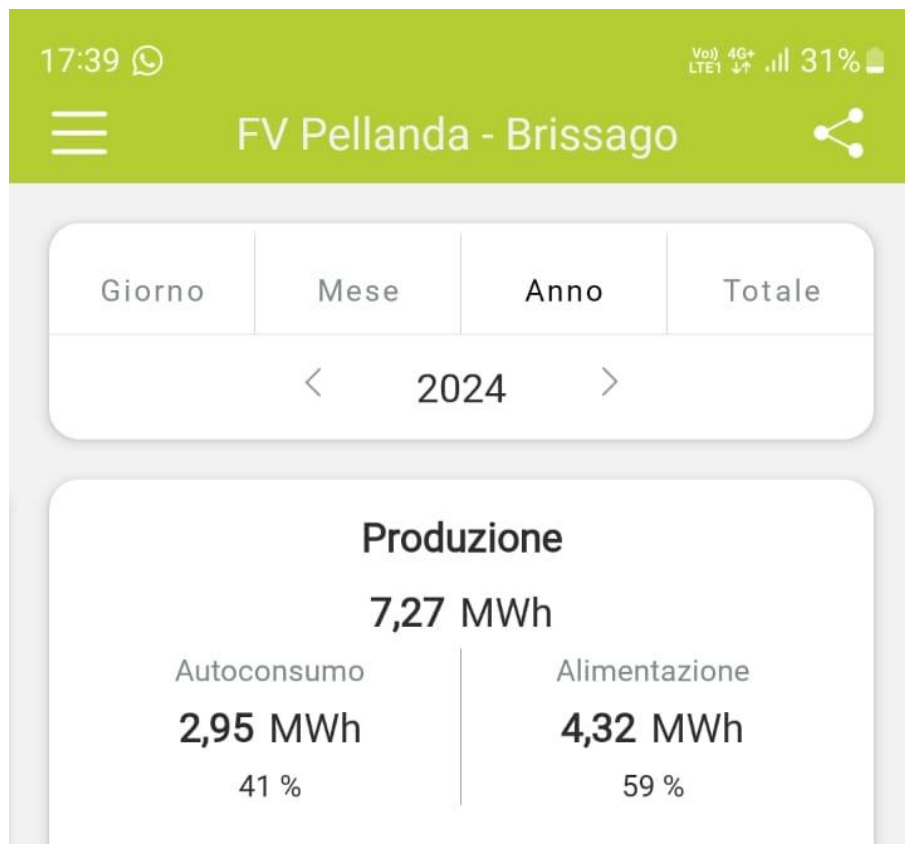 17:39
Vo)) 4G+ 31%
LTE1
FV Pellanda - Brissago
Giorno Mese Anno Totale
< 2024 >
Produzione
7,27 MWh
Autoconsumo Alimentazione
2,95 MWh 4,32 MWh
41 % 59 %